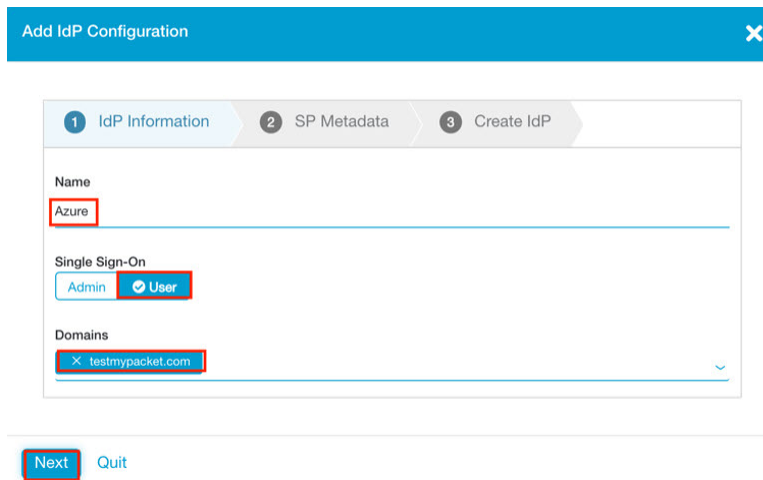 Add IdP Configuration
1 IdP Information 2 SP Metadata 3 Create IdP
Name
Azure
Single Sign-On
Admin User
Domains
testmypacket.com
Next Quit